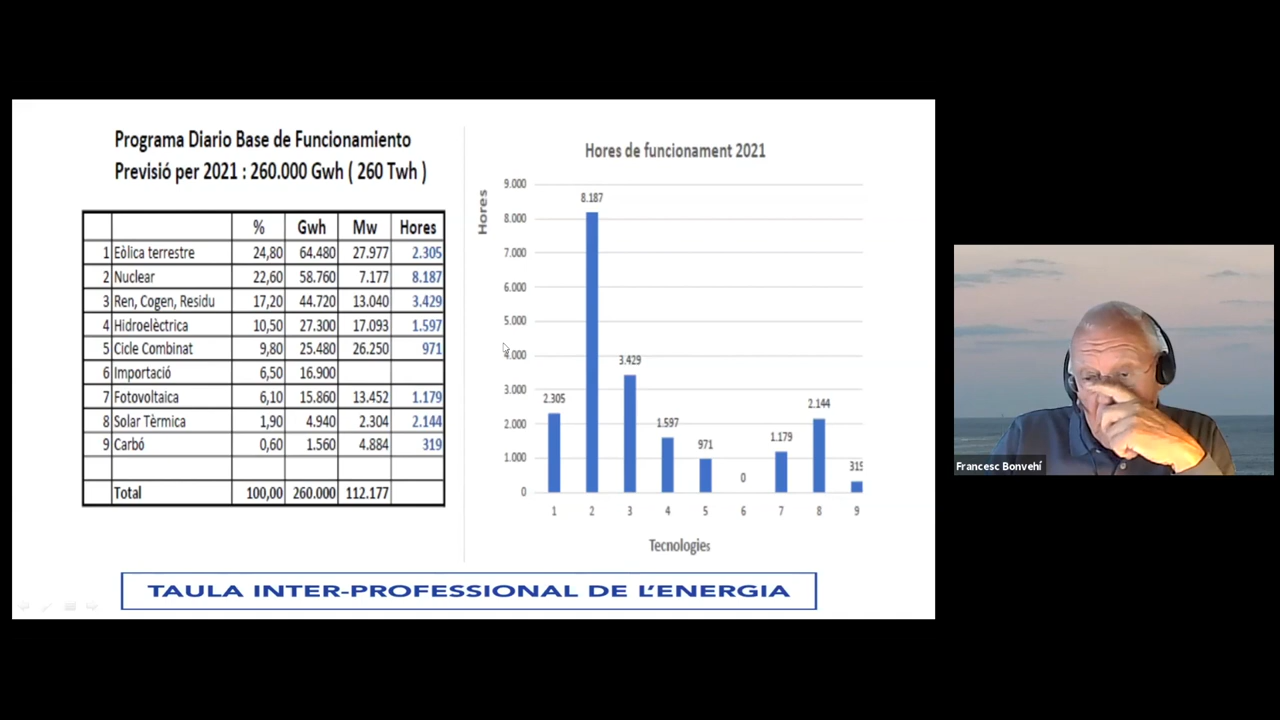 Programa Diario Base de Funcionamiento
Previsió per 2021 : 260.000 Gwh ( 260 Twh )
% Gwh Mw Hores
1 Eòlica terrestre 24,80 64.480 27.977 2.305
2 Nuclear 22,60 58.760 7.177 8.187
3 Ren, Cogen, Residu 17,20 44.720 13.040 3.429
4 Hidroelèctrica 10,50 27.300 17.093 1.597
5 Cicle Combinat 9,80 25.480 26.250 971
6 Importació 6,50 16.900
7 Fotovoltaica 6,10 15.860 13.452 1.179
8 Solar Tèrmica 1,90 4.940 2.304 2.144
9 Carbó 0,60 1.560 4.884 319
Total 100,00 260.000 112.177
Hores de funcionament 2021
Hores
9.000
8.000
7.000
6.000
5.000
4.000
3.000
2.000
1.000
0
2.305
8.187
3.429
1.597
971
0
1.179
2.144
319
1 2 3 4 5 6 7 8 9
Tecnologies
TAULA INTER-PROFESSIONAL DE L'ENERGIA
Francesc Bonvehí